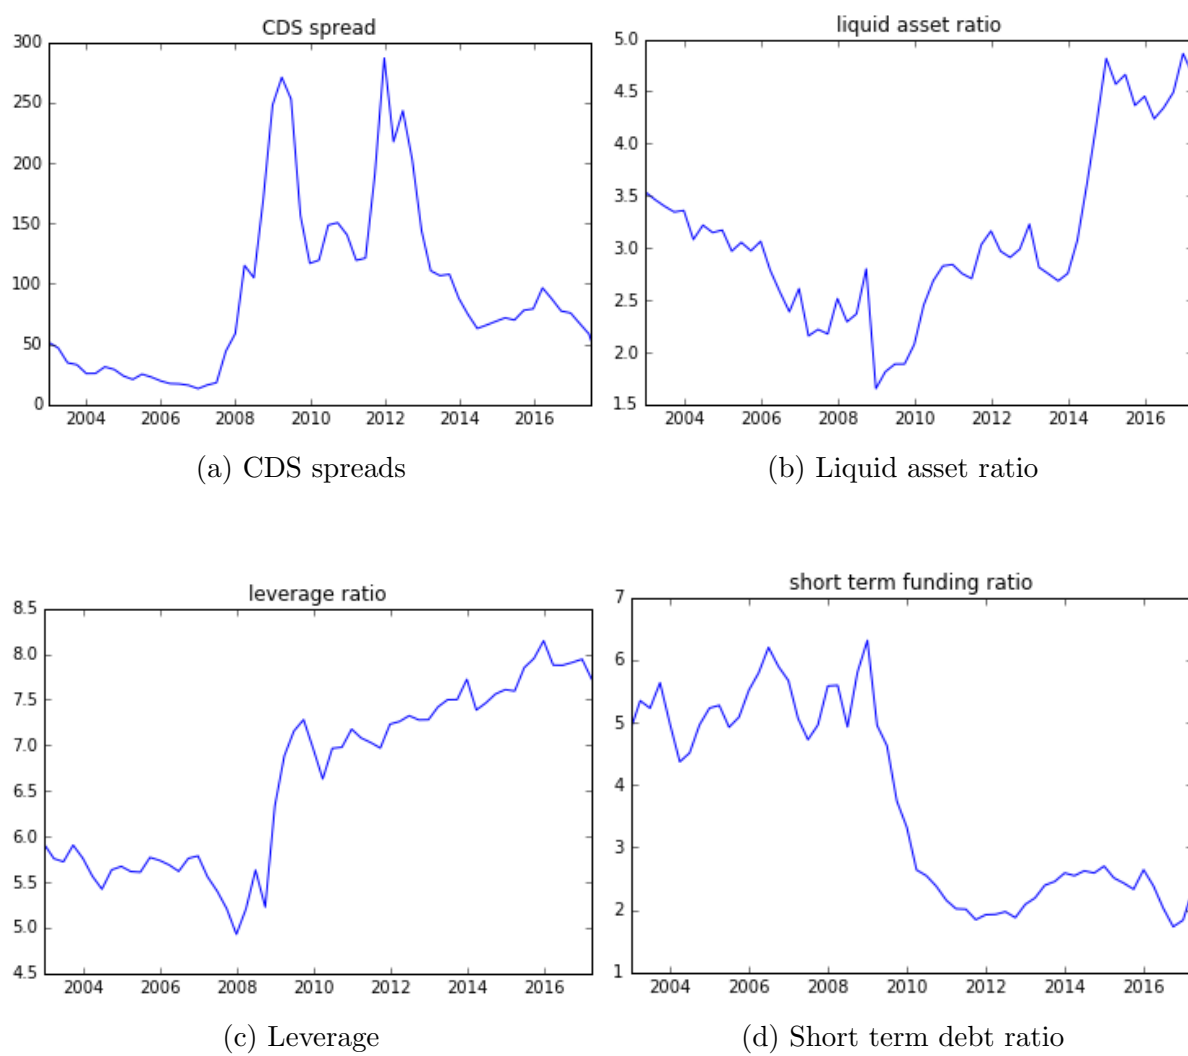 CDS spread
300
250
200
150
100
50
0
2004 2006 2008 2010 2012 2014 2016
(a) CDS spreads
liquid asset ratio
5.0
4.5
4.0
3.5
3.0
2.5
2.0
1.5
2004 2006 2008 2010 2012 2014 2016
(b) Liquid asset ratio
leverage ratio
8.5
8.0
7.5
7.0
6.5
6.0
5.5
5.0
4.5
2004 2006 2008 2010 2012 2014 2016
(c) Leverage
short term funding ratio
7
6
5
4
3
2
1
2004 2006 2008 2010 2012 2014 2016
(d) Short term debt ratio